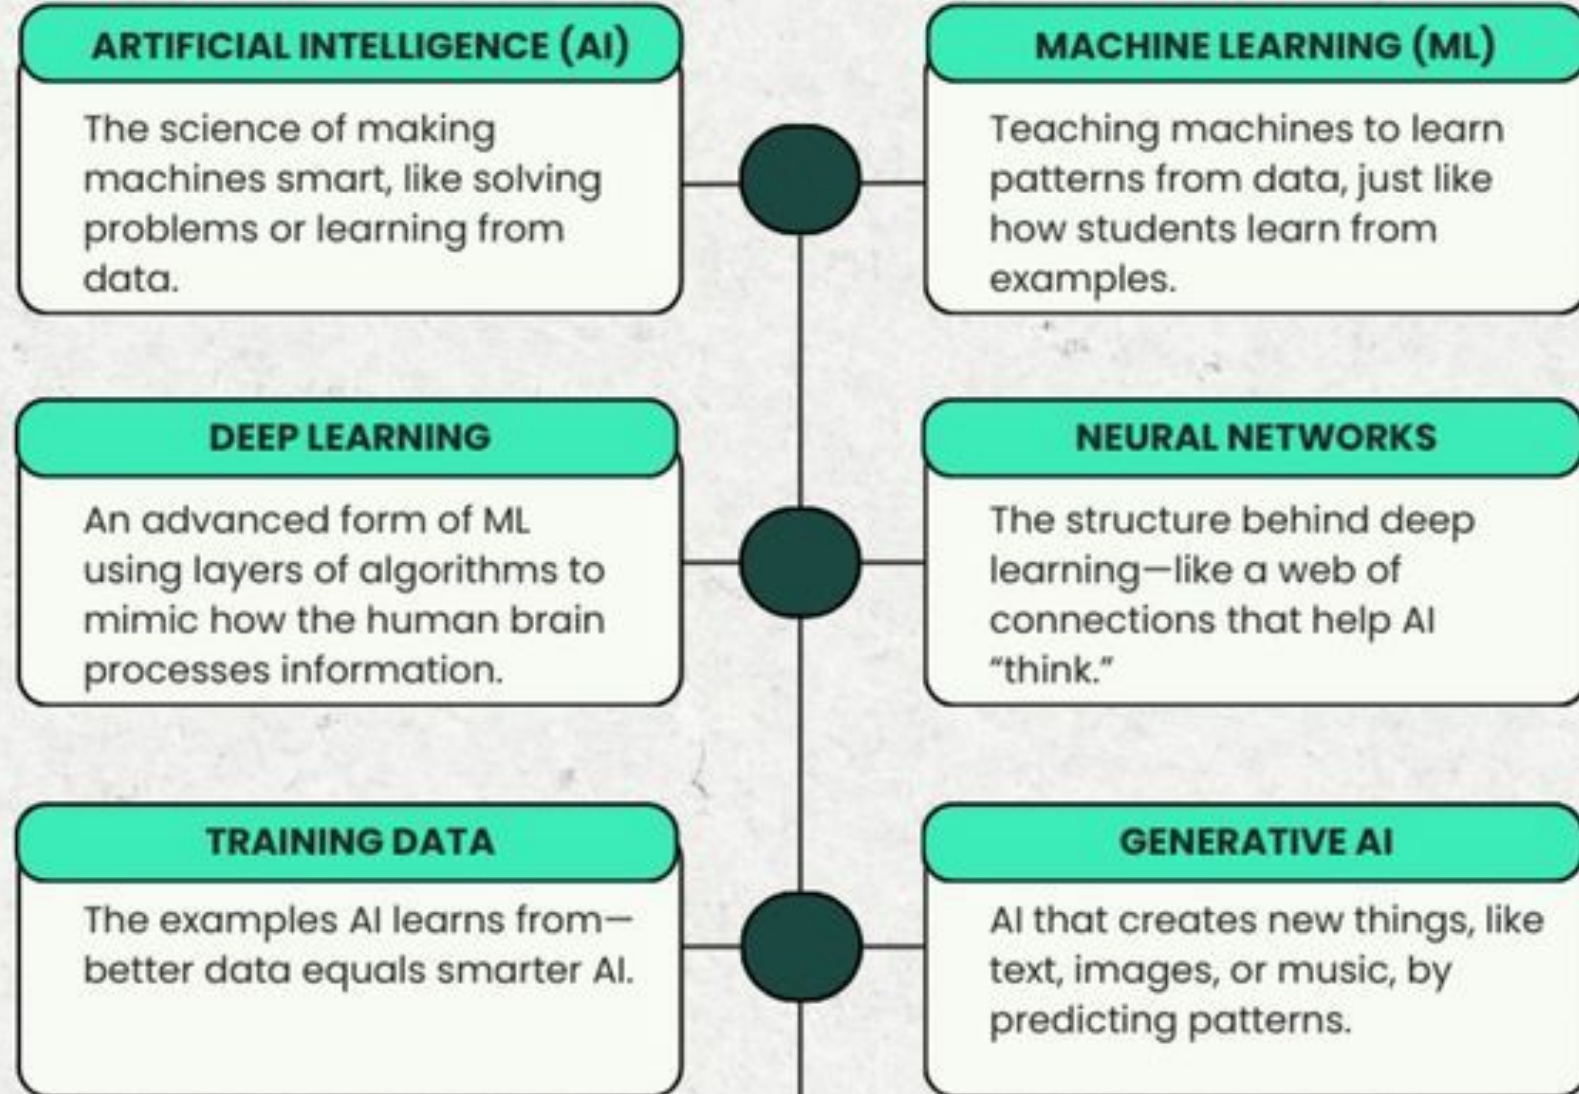 ARTIFICIAL INTELLIGENCE (AI)
The science of making
machines smart, like solving
problems or learning from
data.
MACHINE LEARNING (ML)
Teaching machines to learn
patterns from data, just like
how students learn from
examples.
DEEP LEARNING
An advanced form of ML
using layers of algorithms to
mimic how the human brain
processes information.
NEURAL NETWORKS
The structure behind deep
learning—like a web of
connections that help AI
“think.”
TRAINING DATA
The examples AI learns from—
better data equals smarter AI.
GENERATIVE AI
AI that creates new things, like
text, images, or music, by
predicting patterns.